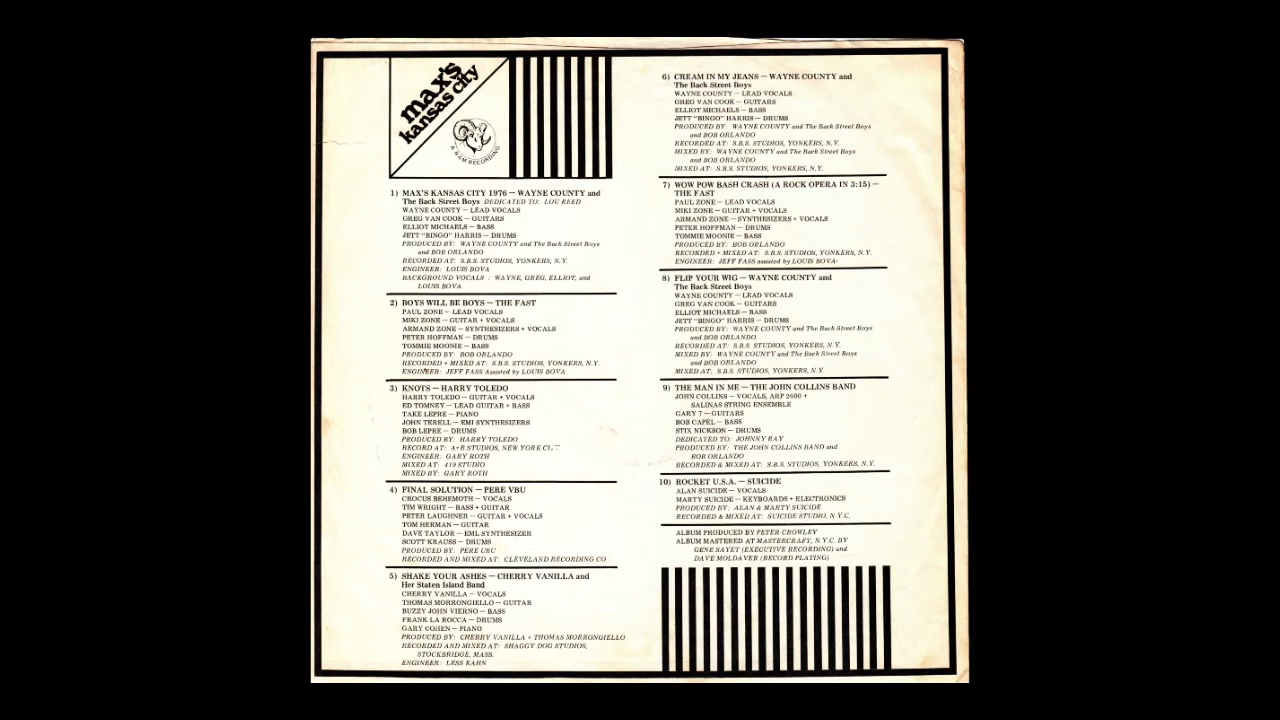 max's
kansas city
A RAM RECORDING
1) MAX'S KANSAS CITY 1976 — WAYNE COUNTY and
The Back Street Boys DEDICATED TO: LOU REED
WAYNE COUNTY — LEAD VOCALS
GREG VAN COOK — GUITARS
ELLIOT MICHAELS — BASS
JETT "BINGO" HARRIS — DRUMS
PRODUCED BY: WAYNE COUNTY and The Back Street Boys
and BOB ORLANDO
RECORDED AT: S.B.S. STUDIOS, YONKERS, N.Y.
ENGINEER: LOUIS BOVA
BACKGROUND VOCALS : WAYNE, GREG, ELLIOT, and
LOUIS BOVA
2) BOYS WILL BE BOYS — THE FAST
PAUL ZONE — LEAD VOCALS
MIKI ZONE — GUITAR + VOCALS
ARMAND ZONE — SYNTHESIZERS + VOCALS
PETER HOFFMAN — DRUMS
TOMMIE MOONIE — BASS
PRODUCED BY: BOB ORLANDO
RECORDED + MIXED AT: S.B.S. STUDIOS, YONKERS, N.Y.
ENGINEER: JEFF FASS Assisted by LOUIS BOVA
3) KNOTS — HARRY TOLEDO
HARRY TOLEDO — GUITAR + VOCALS
ED TOMNEY — LEAD GUITAR + BASS
TAKE LEPRE — PIANO
JOHN TERELL — EMI SYNTHESIZERS
BOB LEPRE — DRUMS
PRODUCED BY: HARRY TOLEDO
RECORD AT: A+R STUDIOS, NEW YORK
ENGINEER: GARY ROTH
MIXED AT: 419 STUDIO
MIXED BY: GARY ROTH
4) FINAL SOLUTION — PERE VBU
CROCUS BEHEMOTH — VOCALS
TIM WRIGHT — BASS + GUITAR
PETER LAUGHNER — GUITAR + VOCALS
TOM HERMAN — GUITAR
DAVE TAYLOR — EML SYNTHESIZER
SCOTT KRAUSS — DRUMS
PRODUCED BY: PERE UBU
RECORDED AND MIXED AT: CLEVELAND RECORDING CO.
5) SHAKE YOUR ASHES — CHERRY VANILLA and
Her Staten Island Band
CHERRY VANILLA — VOCALS
THOMAS MORRONGIELLO — GUITAR
BUZZY JOHN VIERNO — BASS
FRANK LA ROCCA — DRUMS
GARY COHEN — PIANO
PRODUCED BY: CHERRY VANILLA + THOMAS MORRONGIELLO
RECORDED AND MIXED AT: SHAGGY DOG STUDIOS,
STOCKBRIDGE, MASS.
ENGINEER: LESS KAHN
6) CREAM IN MY JEANS — WAYNE COUNTY and
The Back Street Boys
WAYNE COUNTY — LEAD VOCALS
GREG VAN COOK — GUITARS
ELLIOT MICHAELS — BASS
JETT "BINGO" HARRIS — DRUMS
PRODUCED BY: WAYNE COUNTY and The Back Street Boys
and BOB ORLANDO
RECORDED AT: S.B.S. STUDIOS, YONKERS, N.Y.
MIXED BY: WAYNE COUNTY and The Back Street Boys
and BOB ORLANDO
MIXED AT: S.B.S. STUDIOS, YONKERS, N.Y.
7) WOW POW BASH CRASH (A ROCK OPERA IN 3:15) —
THE FAST
PAUL ZONE — LEAD VOCALS
MIKI ZONE — GUITAR + VOCALS
ARMAND ZONE — SYNTHESIZERS + VOCALS
PETER HOFFMAN — DRUMS
TOMMIE MOONIE — BASS
PRODUCED BY: BOB ORLANDO
RECORDED + MIXED AT: S.B.S. STUDIOS, YONKERS, N.Y.
ENGINEER: JEFF FASS assisted by LOUIS BOVA
8) FLIP YOUR WIG — WAYNE COUNTY and
The Back Street Boys
WAYNE COUNTY — LEAD VOCALS
GREG VAN COOK — GUITARS
ELLIOT MICHAELS — BASS
JETT "BINGO" HARRIS — DRUMS
PRODUCED BY: WAYNE COUNTY and The Back Street Boys
and BOB ORLANDO
RECORDED AT: S.B.S. STUDIOS, YONKERS, N.Y.
MIXED BY: WAYNE COUNTY and The Back Street Boys
and BOB ORLANDO
MIXED AT: S.B.S. STUDIOS, YONKERS, N.Y.
9) THE MAN IN ME — THE JOHN COLLINS BAND
JOHN COLLINS — VOCALS, ARP 2600 +
SALINAS STRING ENSEMBLE
GARY 7 — GUITARS
BOB CAPEL — BASS
STIX NICKSON — DRUMS
DEDICATED TO: JOHNNY RAY
PRODUCED BY: THE JOHN COLLINS BAND and
BOB ORLANDO
RECORDED & MIXED AT: S.B.S. STUDIOS, YONKERS, N.Y.
10) ROCKET U.S.A. — SUICIDE
ALAN SUICIDE — VOCALS
MARTY SUICIDE — KEYBOARDS + ELECTRONICS
PRODUCED BY: ALAN & MARTY SUICIDE
RECORDED & MIXED AT: SUICIDE STUDIO, N.Y.C.
ALBUM PRODUCED BY PETER CROWLEY
ALBUM MASTERED AT MASTERCRAFT, N.Y.C. BY
GENE SAYET (EXECUTIVE RECORDING) and
DAVE MOLDAVER (RECORD PLATING)